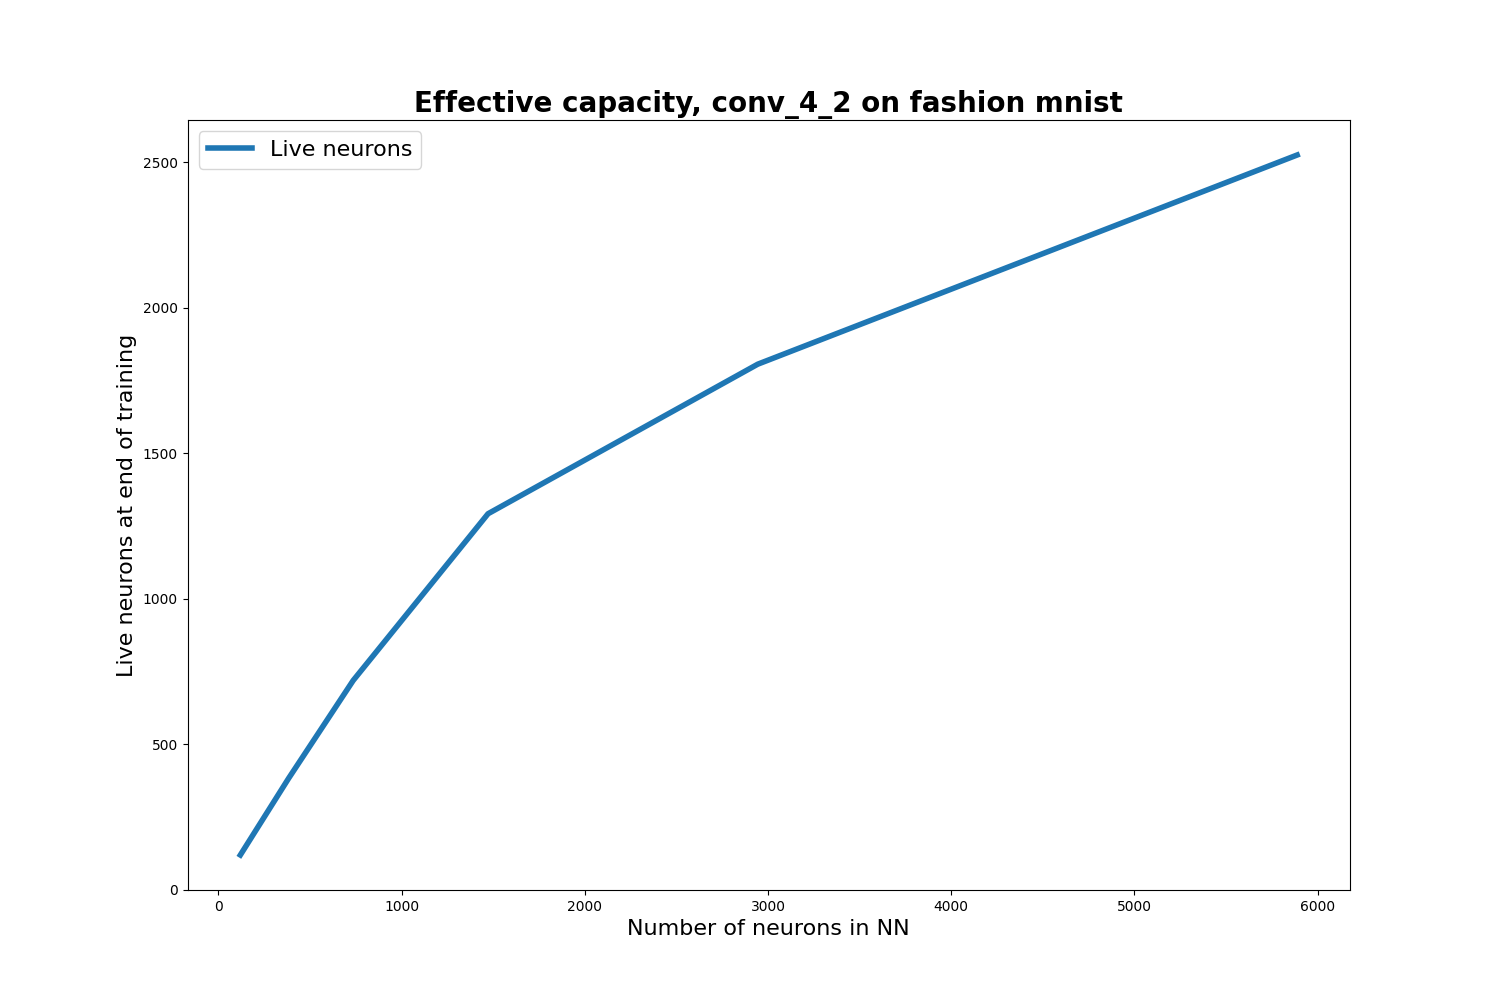 Effective capacity, conv_4_2 on fashion mnist
Live neurons
2500
2000
1500
1000
500
0
Live neurons at end of training
0 1000 2000 3000 4000 5000 6000
Number of neurons in NN